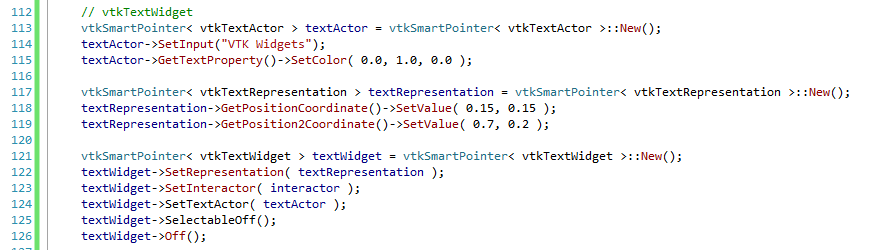 112 // vtkTextWidget
113 vtkSmartPointer< vtkTextActor > textActor = vtkSmartPointer< vtkTextActor >::New();
114 textActor->SetInput("VTK Widgets");
115 textActor->GetTextProperty()->SetColor( 0.0, 1.0, 0.0 );
116
117 vtkSmartPointer< vtkTextRepresentation > textRepresentation = vtkSmartPointer< vtkTextRepresentation >::New();
118 textRepresentation->GetPositionCoordinate()->SetValue( 0.15, 0.15 );
119 textRepresentation->GetPosition2Coordinate()->SetValue( 0.7, 0.2 );
120
121 vtkSmartPointer< vtkTextWidget > textWidget = vtkSmartPointer< vtkTextWidget >::New();
122 textWidget->SetRepresentation( textRepresentation );
123 textWidget->SetInteractor( interactor );
124 textWidget->SetTextActor( textActor );
125 textWidget->SelectableOff();
126 textWidget->Off();